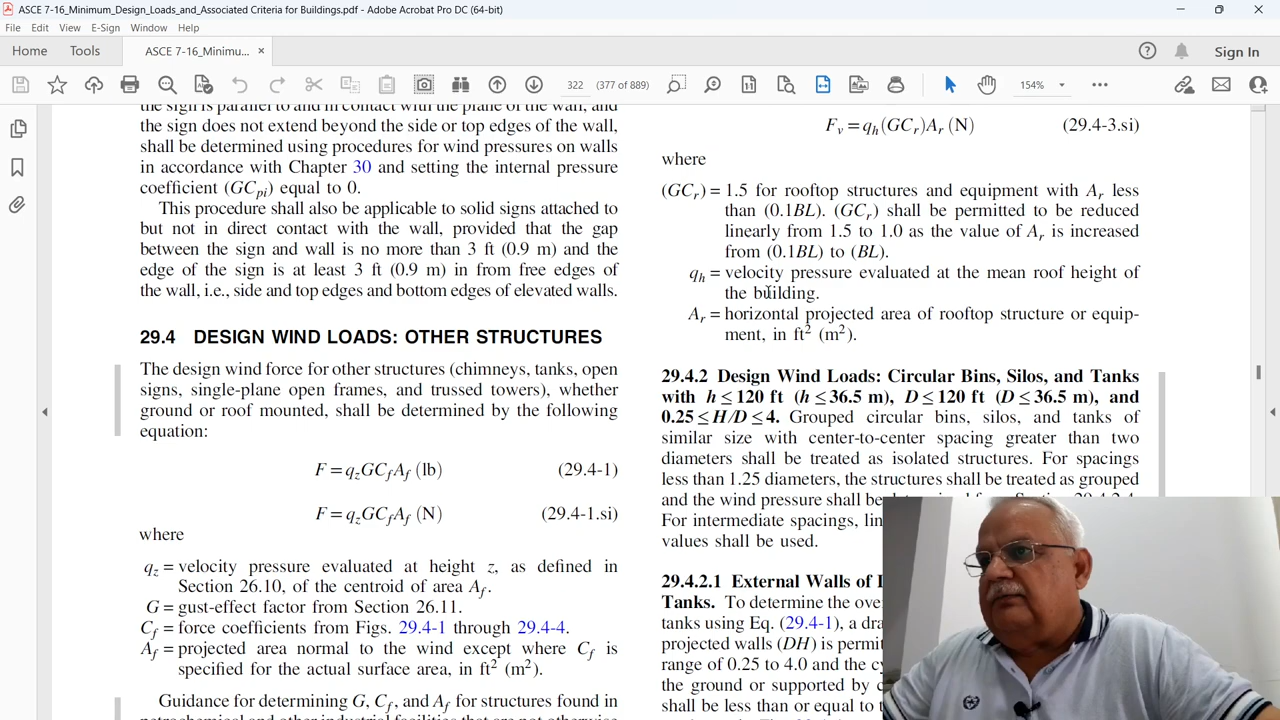 ASCE 7-16_Minimum_Design_Loads_and_Associated Criteria for Buildings.pdf - Adobe Acrobat Pro DC (64-bit)
File Edit View E-Sign Window Help
Home Tools ASCE 7-16_Minimu... × Sign In
322 (377 of 889) 154%
the sign is parallel to and in contact with the plane of the wall, and
the sign does not extend beyond the side or top edges of the wall,
shall be determined using procedures for wind pressures on walls
in accordance with Chapter 30 and setting the internal pressure
coefficient (GCpi) equal to 0.
This procedure shall also be applicable to solid signs attached to
but not in direct contact with the wall, provided that the gap
between the sign and wall is no more than 3 ft (0.9 m) and the
edge of the sign is at least 3 ft (0.9 m) in from free edges of
the wall, i.e., side and top edges and bottom edges of elevated walls.
29.4 DESIGN WIND LOADS: OTHER STRUCTURES
The design wind force for other structures (chimneys, tanks, open
signs, single-plane open frames, and trussed towers), whether
ground or roof mounted, shall be determined by the following
equation:
F = qzGCfAf (lb) (29.4-1)
F = qzGCfAf (N) (29.4-1.si)
where
qz = velocity pressure evaluated at height z, as defined in
Section 26.10, of the centroid of area Af.
G = gust-effect factor from Section 26.11.
Cf = force coefficients from Figs. 29.4-1 through 29.4-4.
Af = projected area normal to the wind except where Cf is
specified for the actual surface area, in ft² (m²).
Guidance for determining G, Cf, and Af for structures found in
petrochemical and other industrial facilities that are not otherwise
Fv = qh(GCr)Ar (N) (29.4-3.si)
where
(GCr) = 1.5 for rooftop structures and equipment with Ar less
than (0.1BL). (GCr) shall be permitted to be reduced
linearly from 1.5 to 1.0 as the value of Ar is increased
from (0.1BL) to (BL).
qh = velocity pressure evaluated at the mean roof height of
the building.
Ar = horizontal projected area of rooftop structure or equip-
ment, in ft² (m²).
29.4.2 Design Wind Loads: Circular Bins, Silos, and Tanks
with h ≤ 120 ft (h ≤ 36.5 m), D ≤ 120 ft (D ≤ 36.5 m), and
0.25 ≤ H/D ≤ 4. Grouped circular bins, silos, and tanks of
similar size with center-to-center spacing greater than two
diameters shall be treated as isolated structures. For spacings
less than 1.25 diameters, the structures shall be treated as grouped
and the wind pressure shall be
For intermediate spacings, lin
values shall be used.
29.4.2.1 External Walls of
Tanks. To determine the ove
tanks using Eq. (29.4-1), a dra
projected walls (DH) is permit
range of 0.25 to 4.0 and the cy
the ground or supported by c
shall be less than or equal to